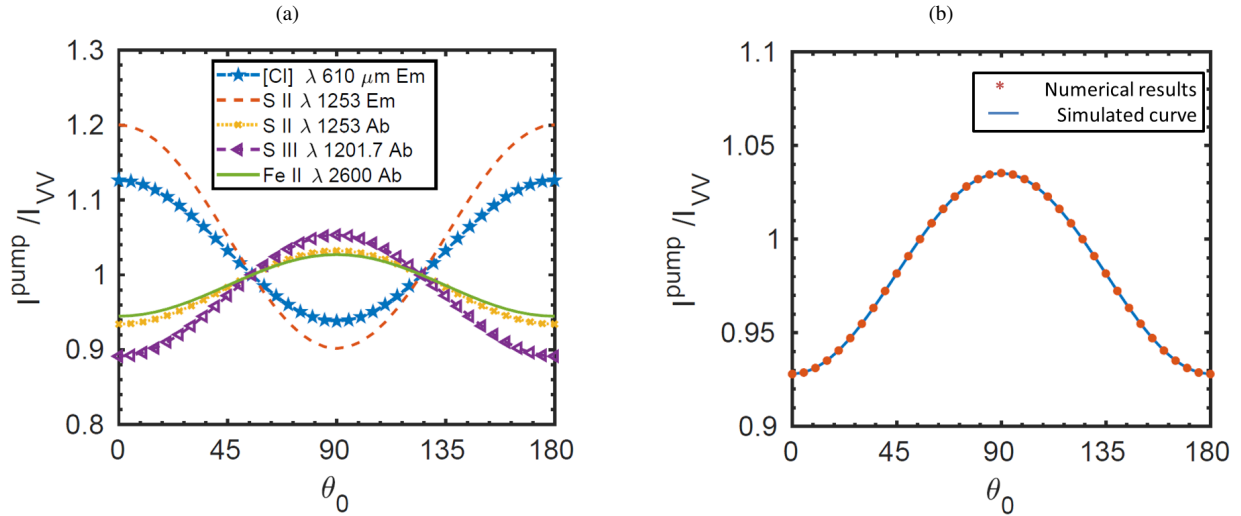 (a)
1.3
1.2
1.1
1
0.9
0.8
I^pump /I_VV
[CI] λ 610 μm Em
S II λ 1253 Em
S II λ 1253 Ab
S III λ 1201.7 Ab
Fe II λ 2600 Ab
0 45 90 135 180
θ_0
(b)
1.1
1.05
1
0.95
0.9
I^pump /I_VV
* Numerical results
Simulated curve
0 45 90 135 180
θ_0